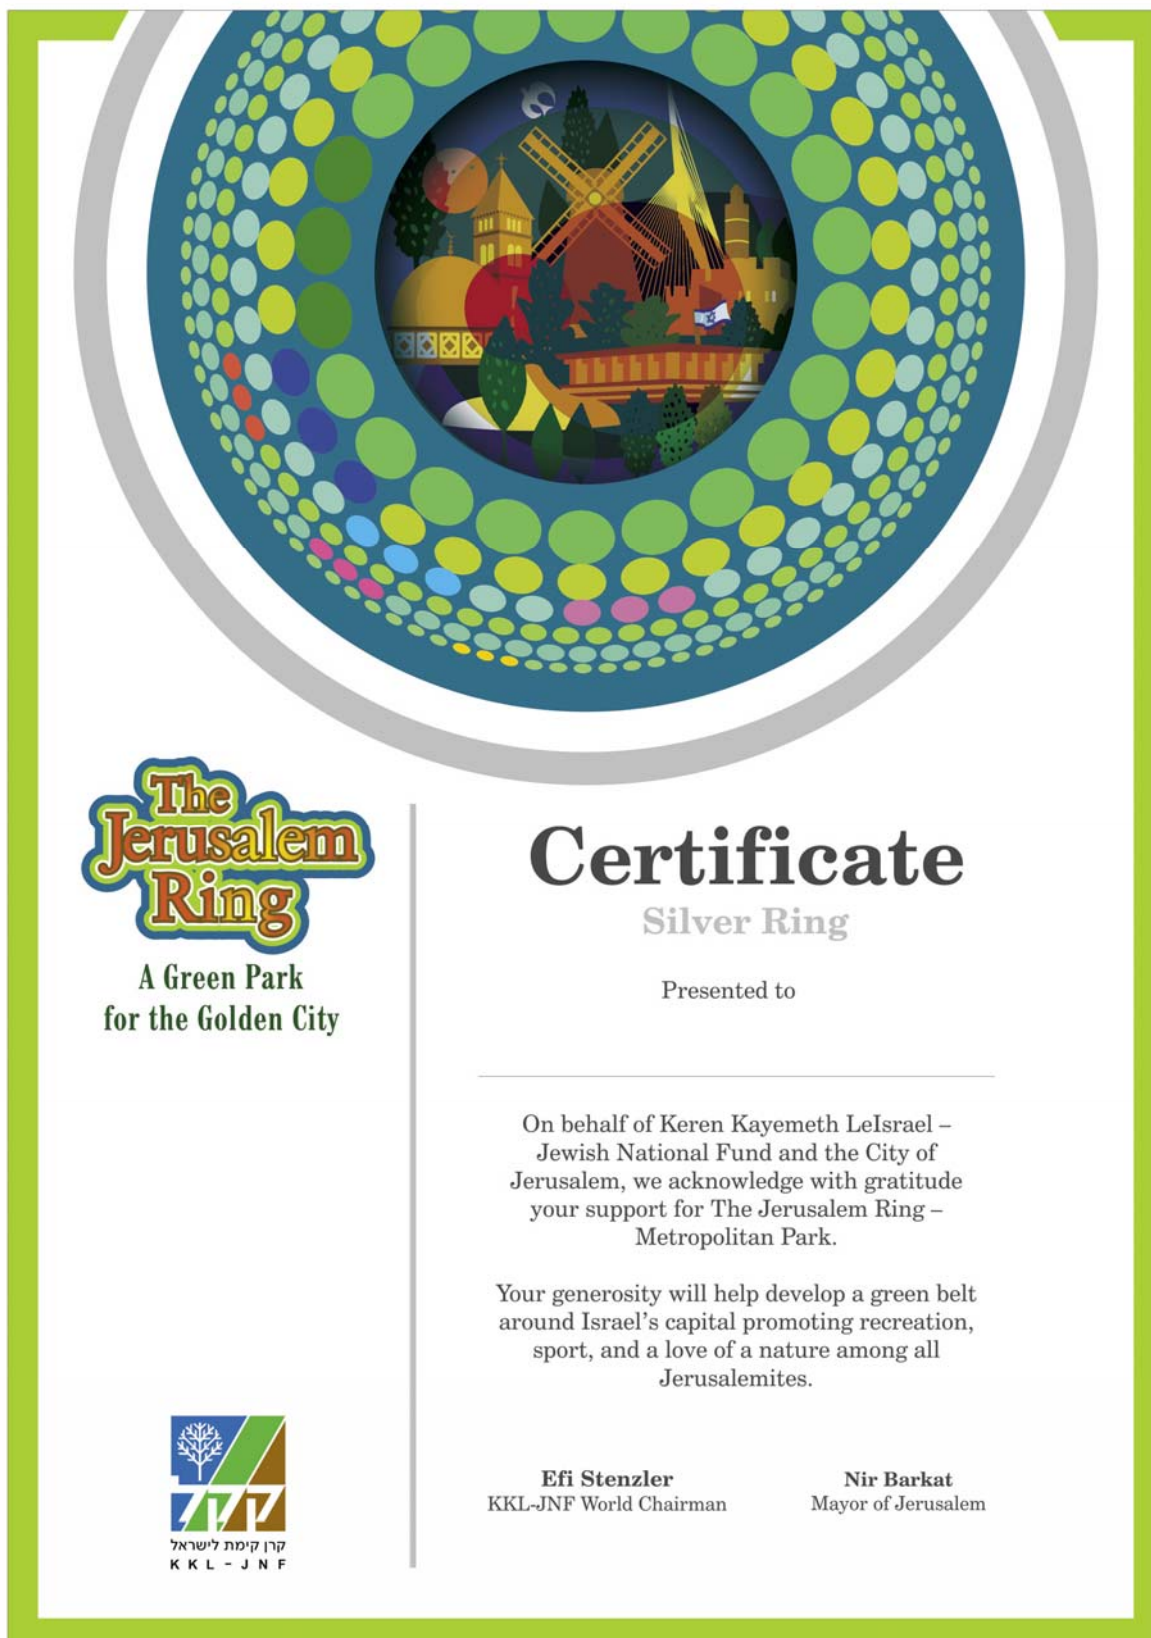 The
Jerusalem
Ring
A Green Park
for the Golden City
Certificate
Silver Ring
Presented to
On behalf of Keren Kayemeth LeIsrael –
Jewish National Fund and the City of
Jerusalem, we acknowledge with gratitude
your support for The Jerusalem Ring –
Metropolitan Park.
Your generosity will help develop a green belt
around Israel's capital promoting recreation,
sport, and a love of a nature among all
Jerusalemites.
Efi Stenzler
KKL-JNF World Chairman
Nir Barkat
Mayor of Jerusalem
קקל
קרן קימת לישראל
KKL-JNF